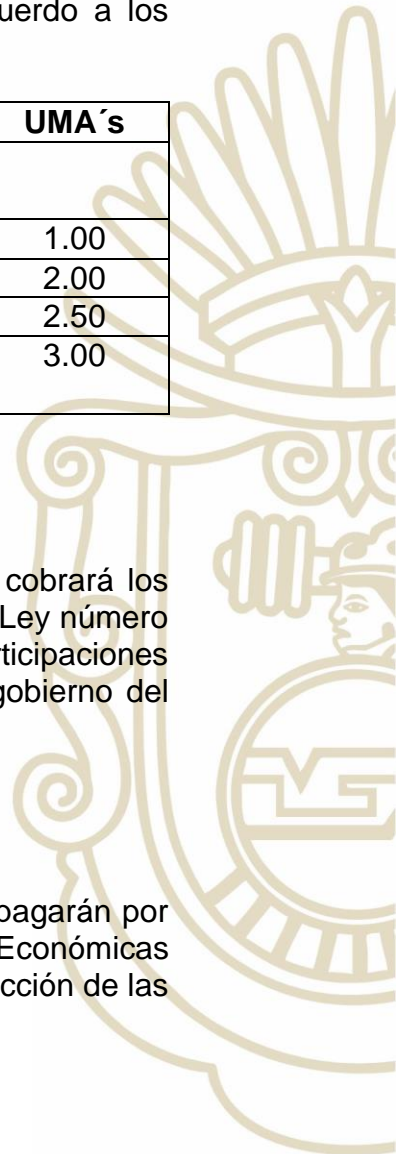 uerdo a los
UMA´s
1.00
2.00
2.50
3.00
cobrará los
Ley número
rticipaciones
gobierno del
pagarán por
Económicas
cción de las